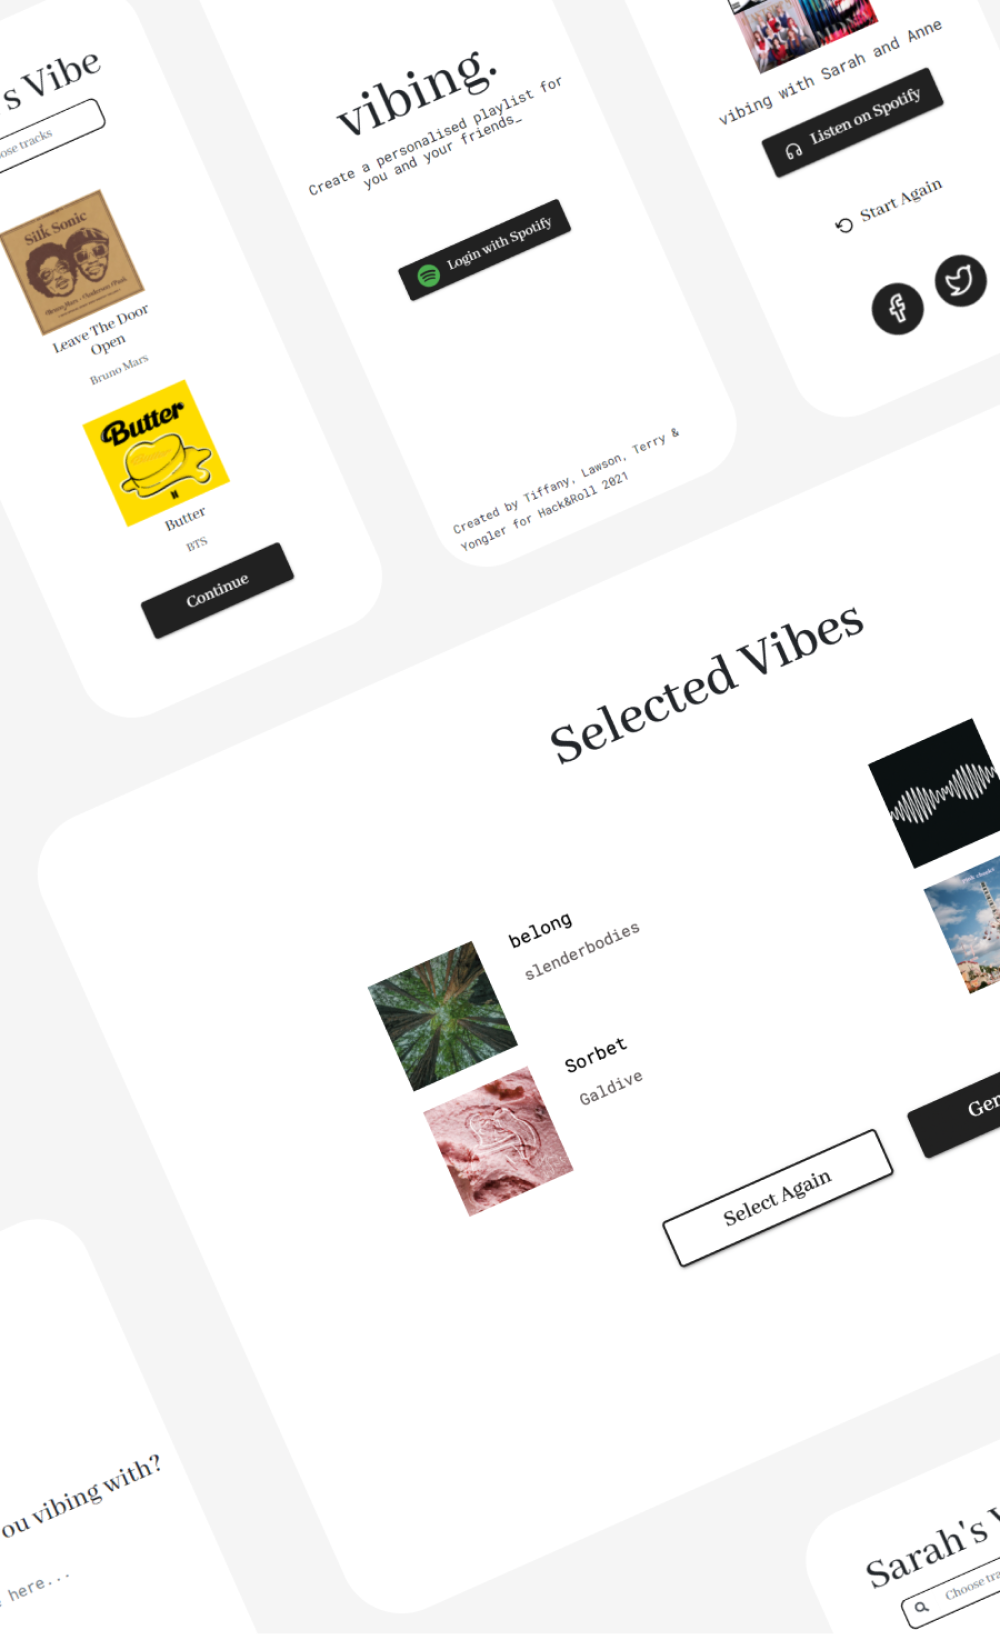 's Vibe
ose tracks
Silk Sonic
Leave The Door
Open
Bruno Mars
Butter
Butter
BTS
Continue
vibing.
Create a personalised playlist for
you and your friends_
Login with Spotify
Created by Tiffany, Lawson, Terry &
Yongler for Hack&Roll 2021
vibing with Sarah and Anne
Listen on Spotify
Start Again
Selected Vibes
belong
slenderbodies
Sorbet
Galdive
Select Again
Gen
ou vibing with?
here...
Sarah's V
Choose tra